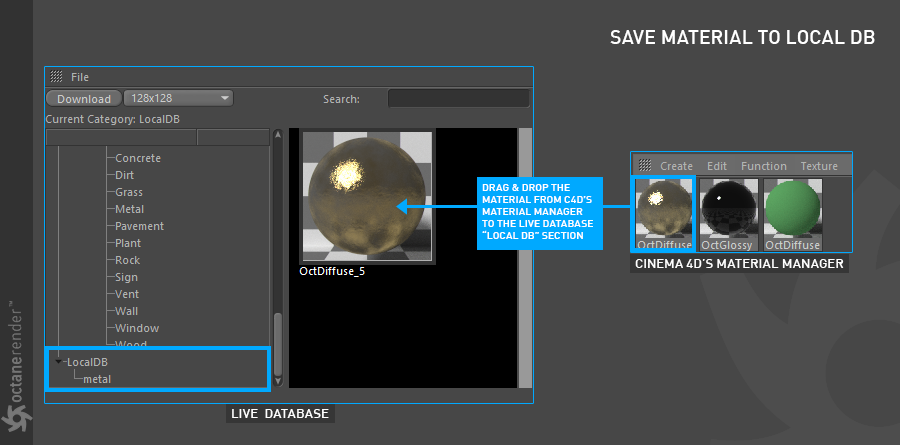 SAVE MATERIAL TO LOCAL DB
File
Download
128x128
Search:
Current Category: LocalDB
Concrete
Dirt
Grass
Metal
Pavement
Plant
Rock
Sign
Vent
Wall
Window
Wood
LocalDB
metal
OctDiffuse_5
DRAG & DROP THE
MATERIAL FROM C4D'S
MATERIAL MANAGER
TO THE LIVE DATABASE
"LOCAL DB" SECTION
Create Edit Function Texture
OctDiffuse OctGlossy OctDiffuse
CINEMA 4D'S MATERIAL MANAGER
LIVE DATABASE
octanerender™